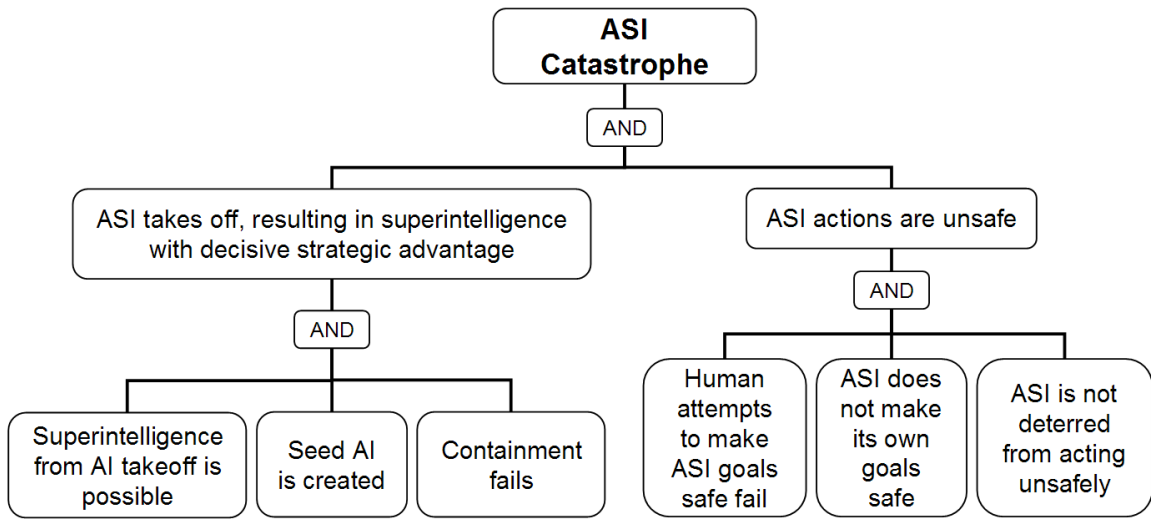 ASI
Catastrophe
AND
ASI takes off, resulting in superintelligence
with decisive strategic advantage
ASI actions are unsafe
AND
AND
Superintelligence
from AI takeoff is
possible
Seed AI
is created
Containment
fails
Human
attempts
to make
ASI goals
safe fail
ASI does
not make
its own
goals
safe
ASI is not
deterred
from acting
unsafely